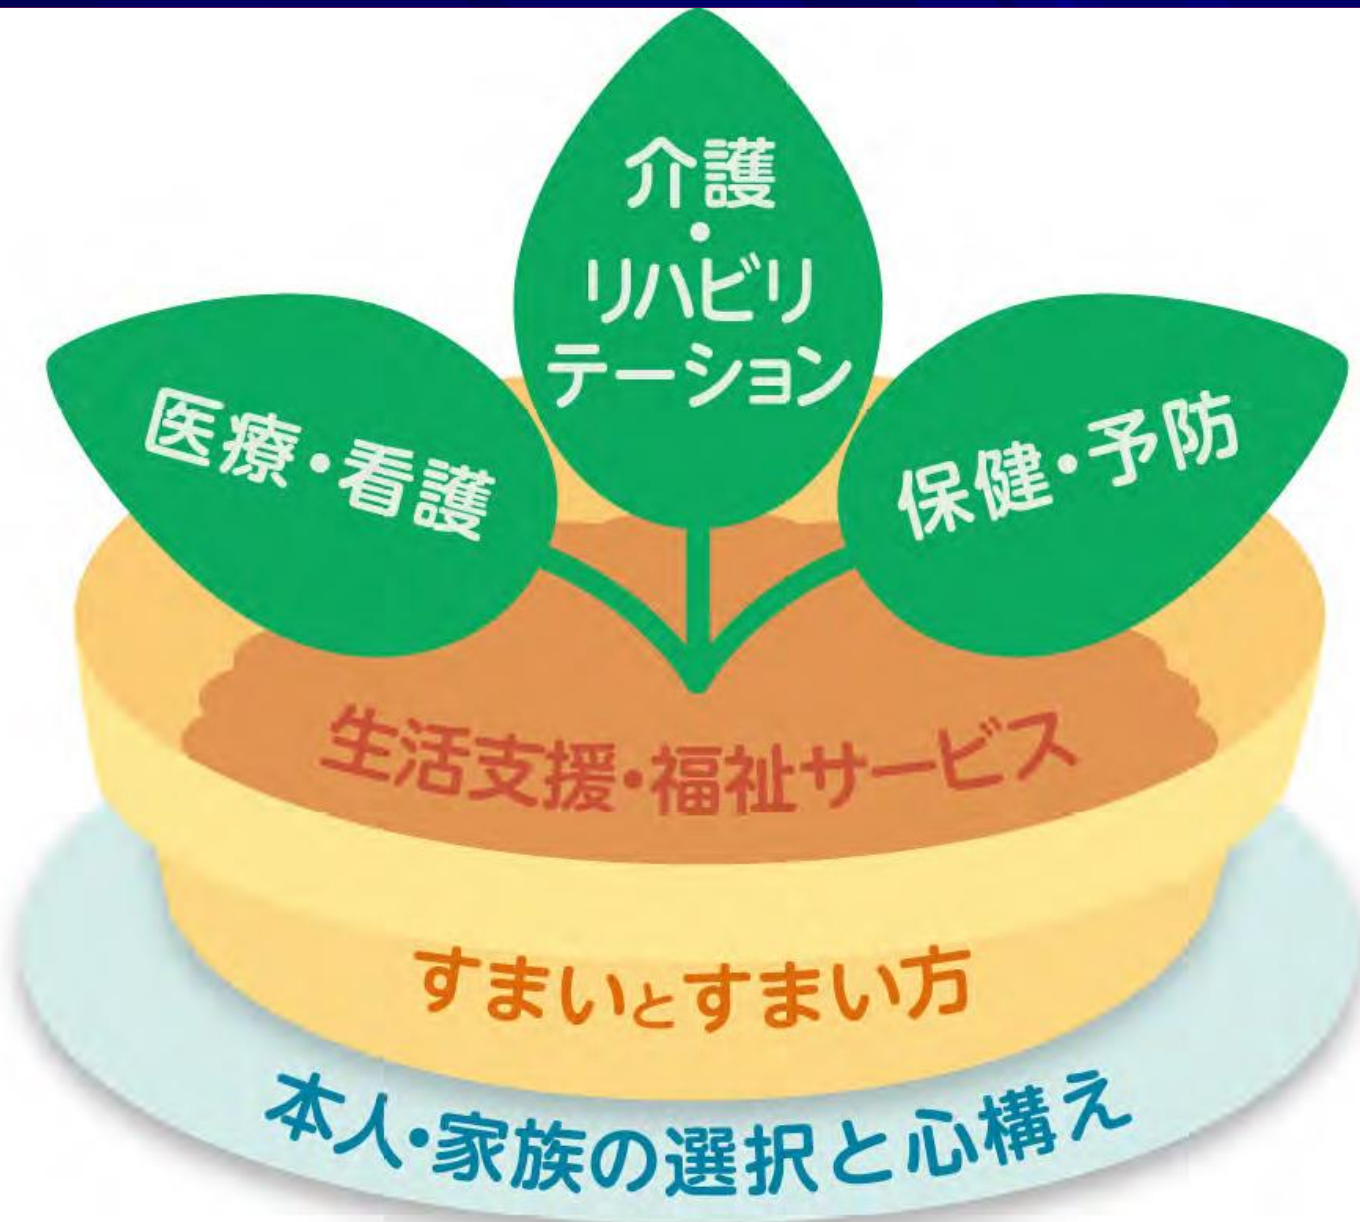 介護
・
リハビリ
テーション
医療・看護
保健・予防
生活支援・福祉サービス
すまいとすまい方
本人・家族の選択と心構え